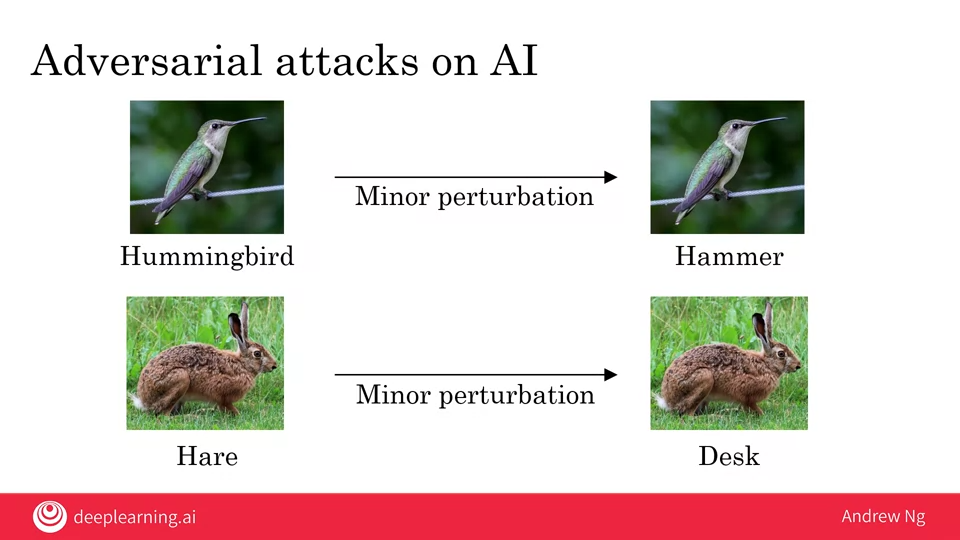 Adversarial attacks on AI
Minor perturbation
Hummingbird
Hammer
Minor perturbation
Hare
Desk
deeplearning.ai
Andrew Ng